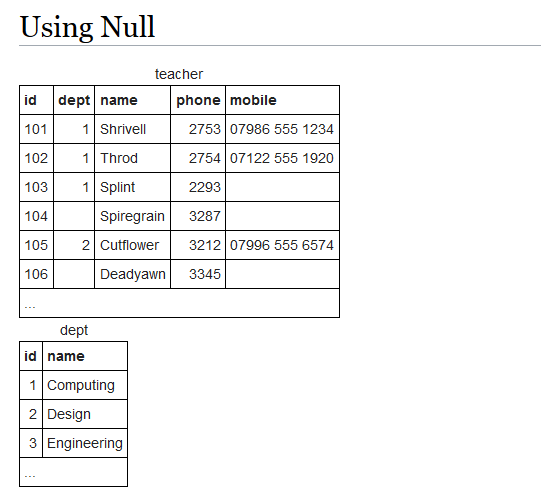 Using Null
teacher
id dept name phone mobile
101 1 Shrivell 2753 07986 555 1234
102 1 Throd 2754 07122 555 1920
103 1 Splint 2293
104 Spiregrain 3287
105 2 Cutflower 3212 07996 555 6574
106 Deadyawn 3345
...
dept
id name
1 Computing
2 Design
3 Engineering
...